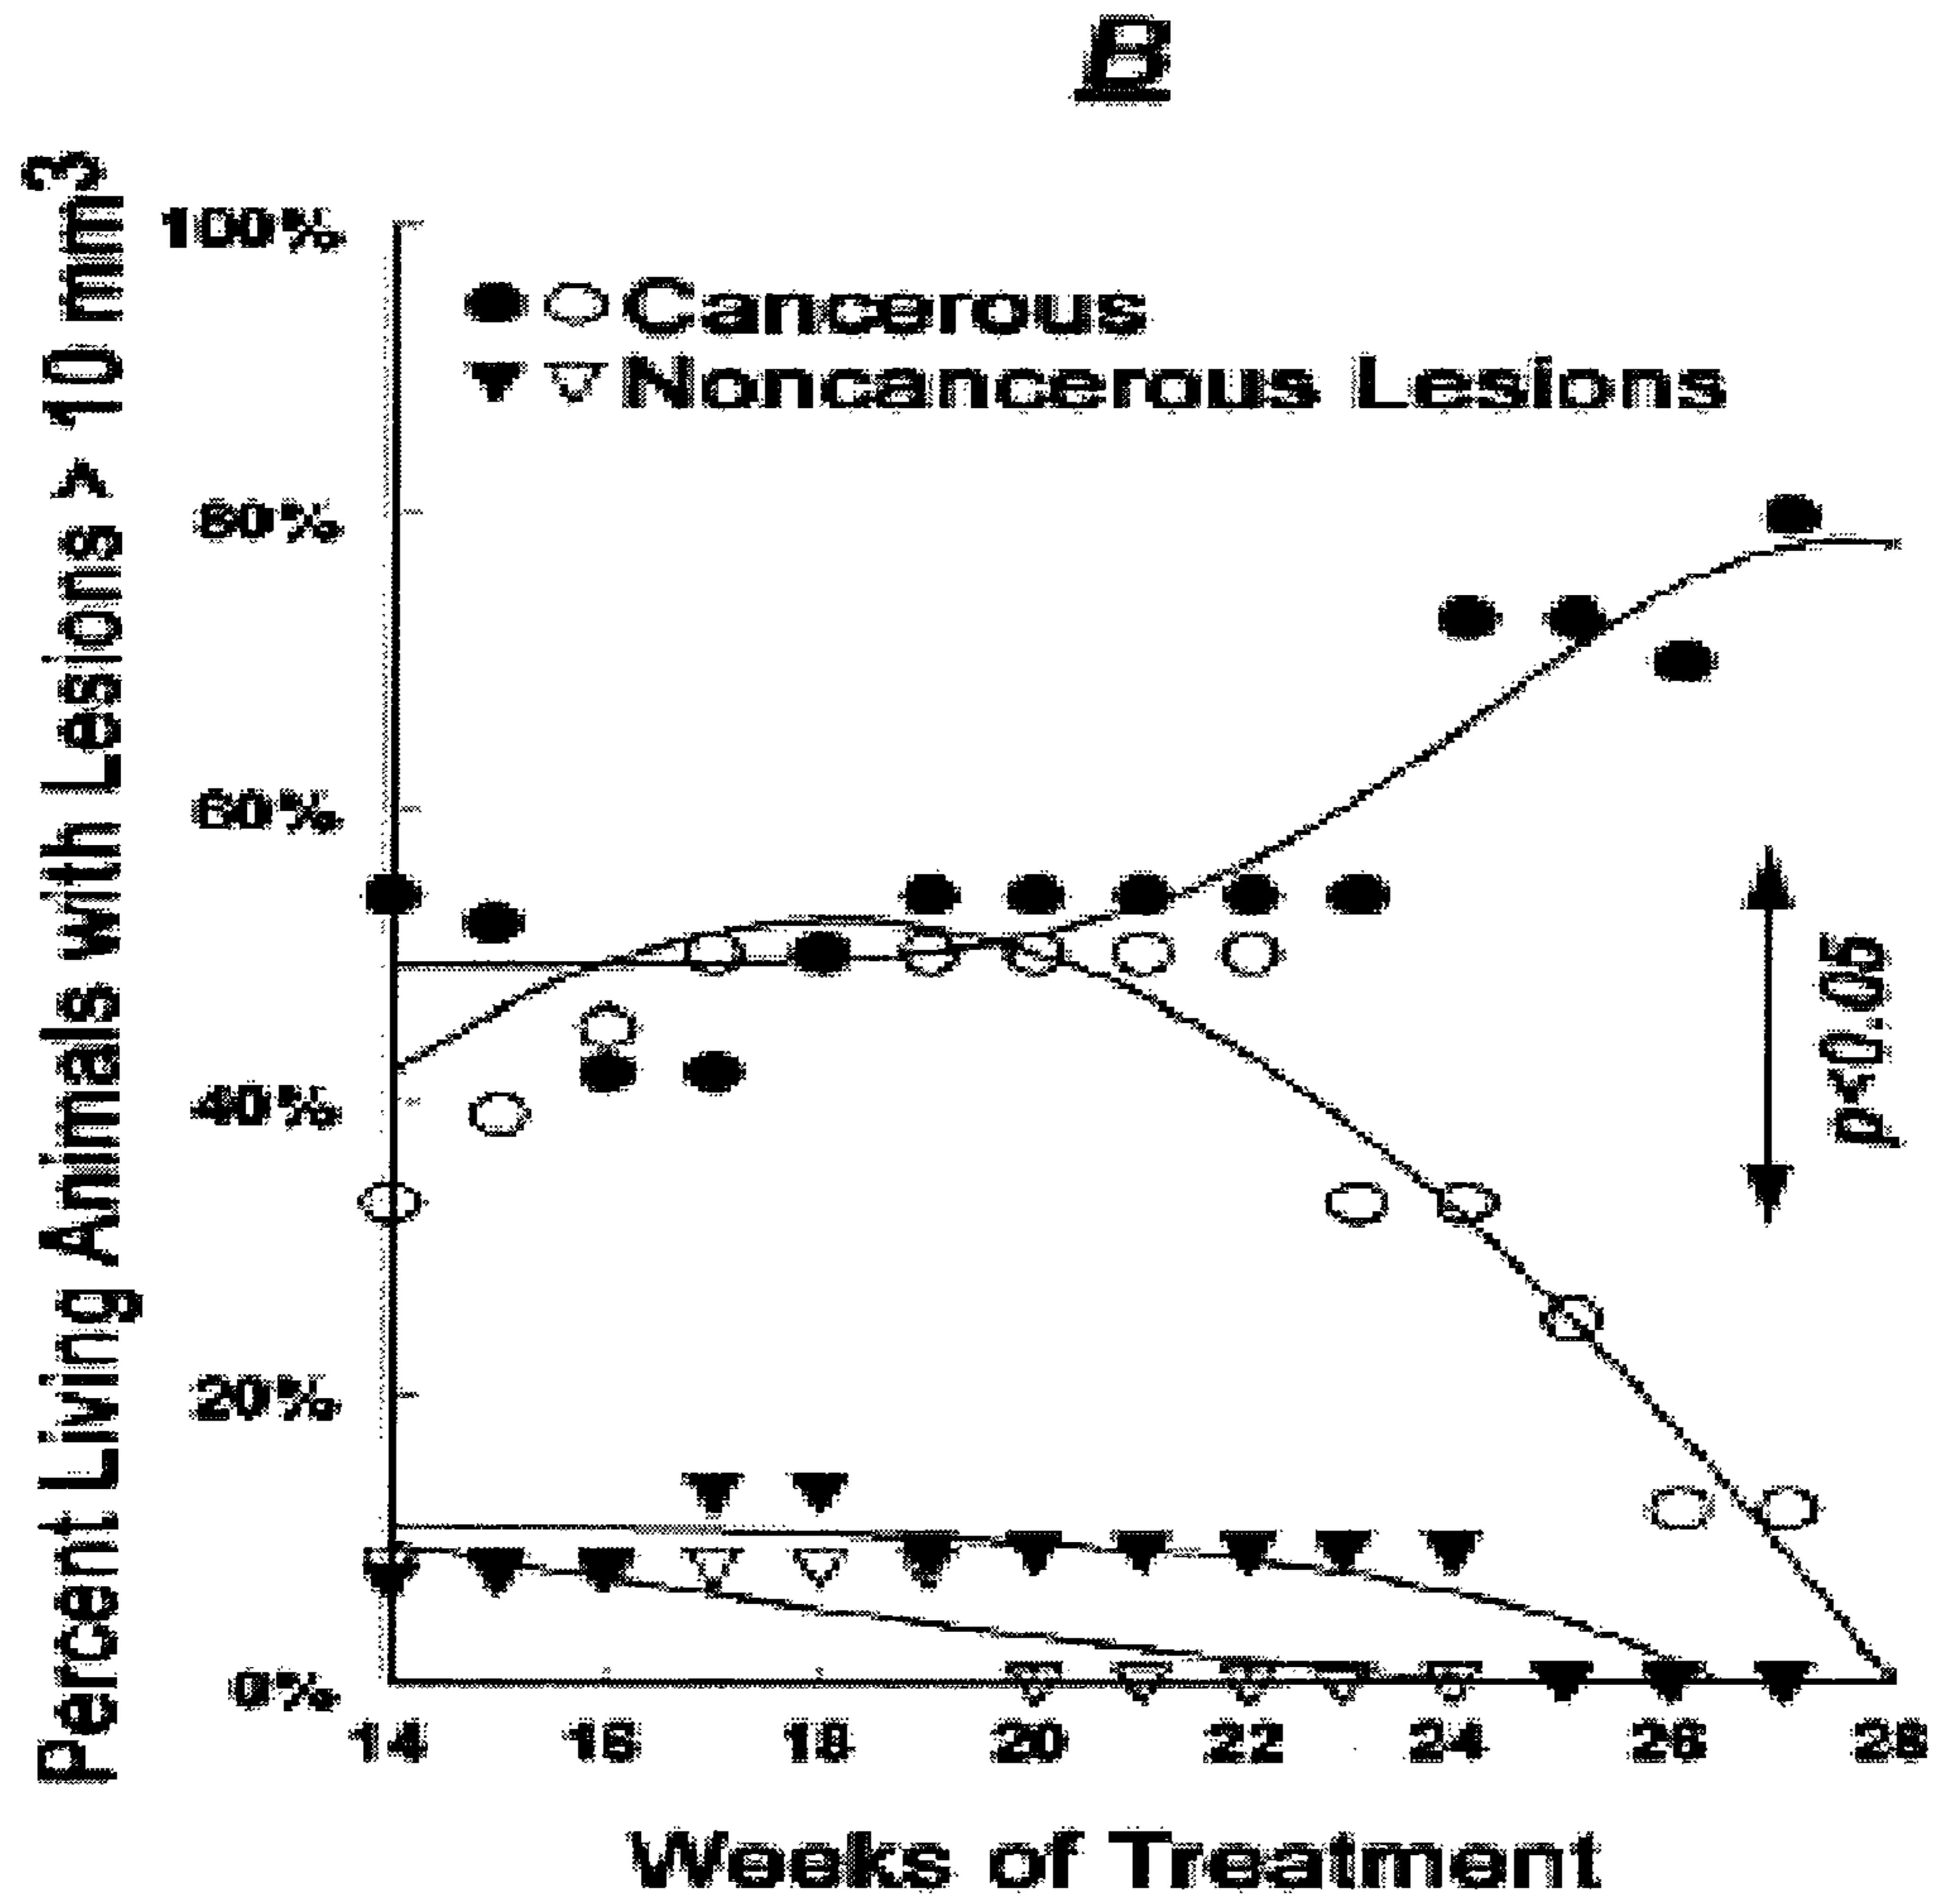 B
Percent Living Animals with Lesions > 10 mm3
100%
80%
60%
40%
20%
0%
Cancerous
Noncancerous Lesions
p<0.05
14 16 18 20 22 24 26 28
Weeks of Treatment